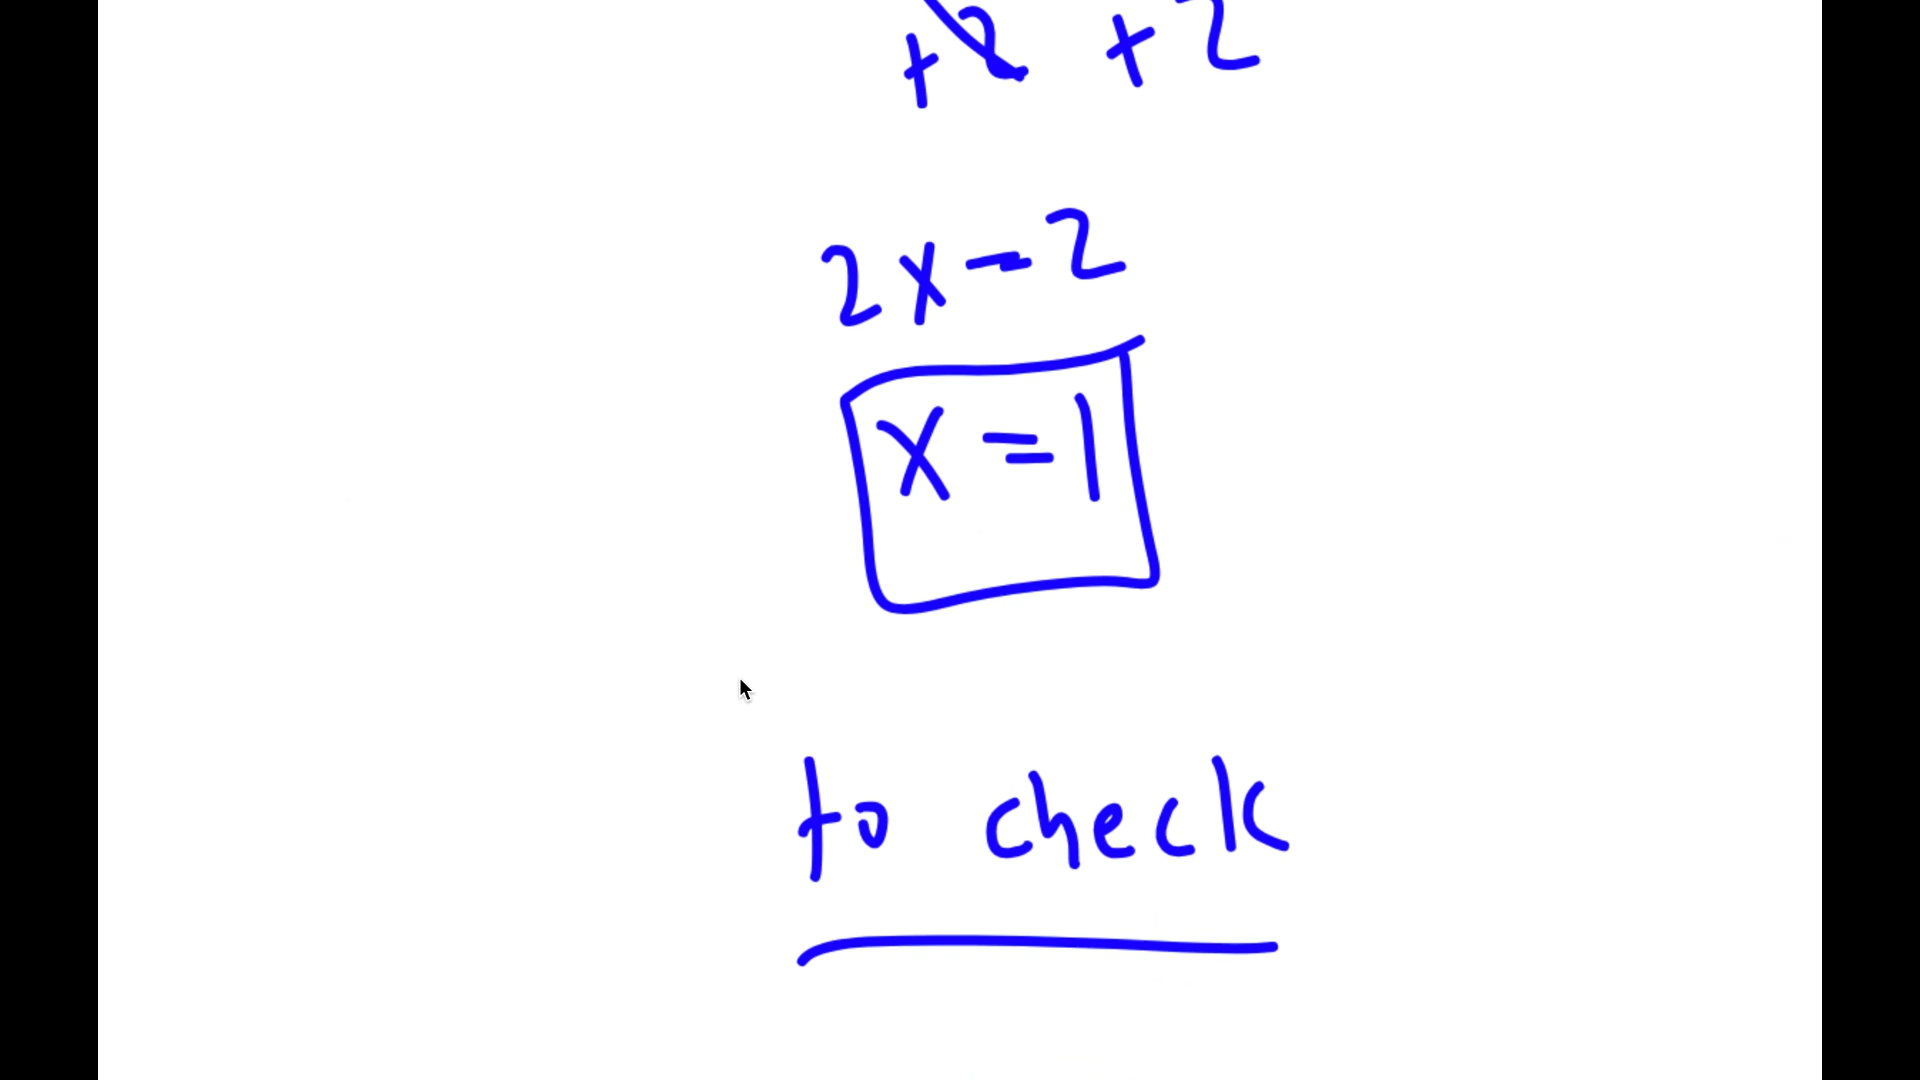 +2 +2
2x=2
x=1
to check